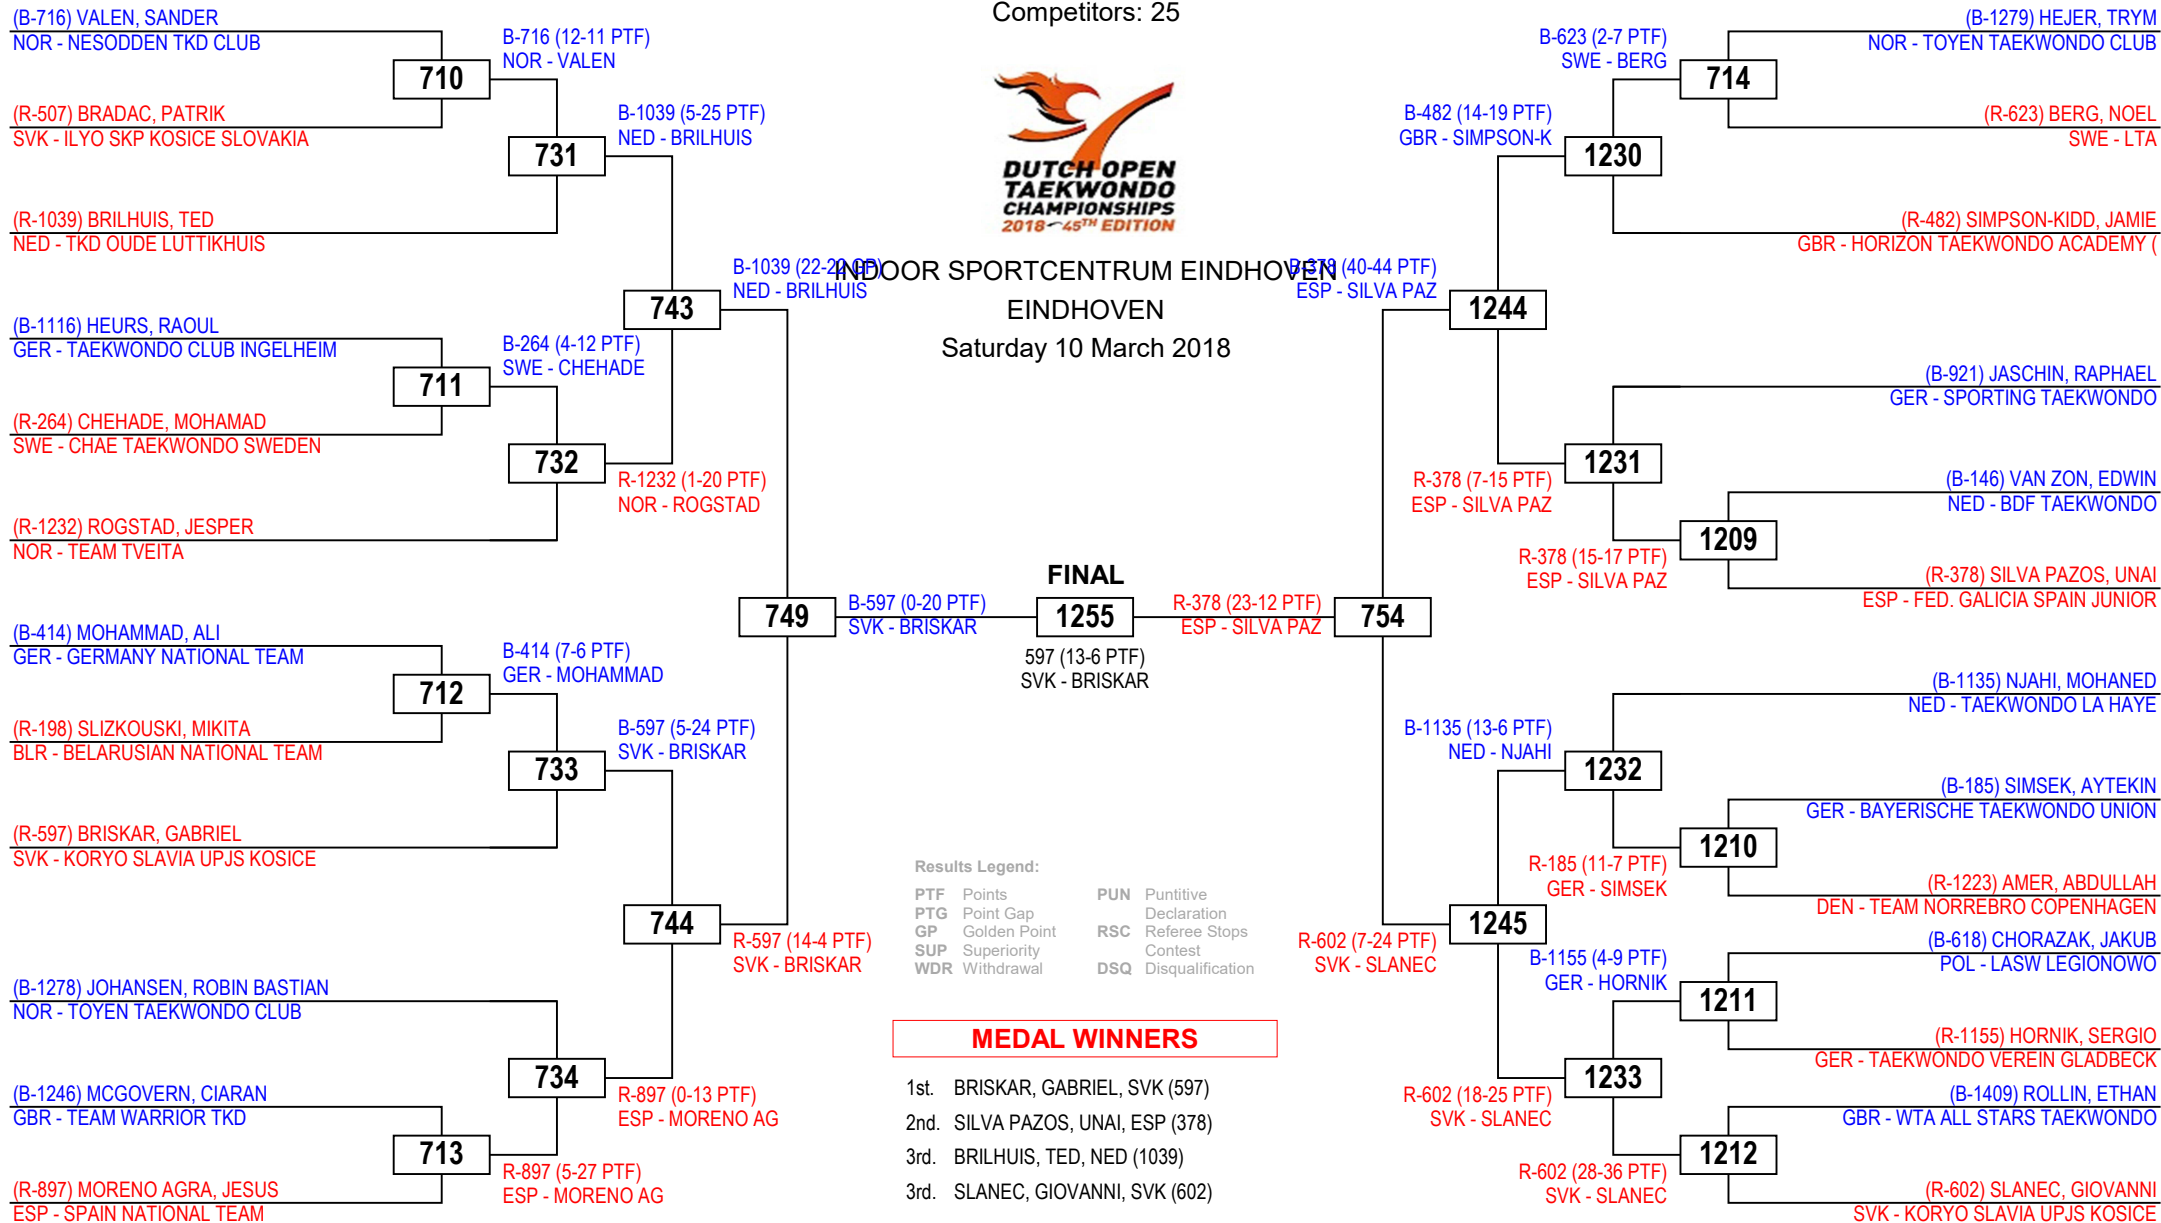 Competitors: 25
DUTCH OPEN
TAEKWONDO
CHAMPIONSHIPS
2018 - 45TH EDITION
INDOOR SPORTCENTRUM EINDHOVEN
EINDHOVEN
Saturday 10 March 2018
(B-716) VALEN, SANDER
NOR - NESODDEN TKD CLUB
710
(R-507) BRADAC, PATRIK
SVK - ILYO SKP KOSICE SLOVAKIA
B-716 (12-11 PTF)
NOR - VALEN
731
(R-1039) BRILHUIS, TED
NED - TKD OUDE LUTTIKHUIS
B-1039 (5-25 PTF)
NED - BRILHUIS
743
B-1039 (22-22 GP)
NED - BRILHUIS
(B-1116) HEURS, RAOUL
GER - TAEKWONDO CLUB INGELHEIM
711
(R-264) CHEHADE, MOHAMAD
SWE - CHAE TAEKWONDO SWEDEN
B-264 (4-12 PTF)
SWE - CHEHADE
732
(R-1232) ROGSTAD, JESPER
NOR - TEAM TVEITA
R-1232 (1-20 PTF)
NOR - ROGSTAD
749
B-597 (0-20 PTF)
SVK - BRISKAR
(B-414) MOHAMMAD, ALI
GER - GERMANY NATIONAL TEAM
712
(R-198) SLIZKOUSKI, MIKITA
BLR - BELARUSIAN NATIONAL TEAM
B-414 (7-6 PTF)
GER - MOHAMMAD
733
(R-597) BRISKAR, GABRIEL
SVK - KORYO SLAVIA UPJS KOSICE
B-597 (5-24 PTF)
SVK - BRISKAR
744
R-597 (14-4 PTF)
SVK - BRISKAR
(B-1278) JOHANSEN, ROBIN BASTIAN
NOR - TOYEN TAEKWONDO CLUB
734
R-897 (0-13 PTF)
ESP - MORENO AG
(B-1246) MCGOVERN, CIARAN
GBR - TEAM WARRIOR TKD
713
R-897 (5-27 PTF)
ESP - MORENO AG
(R-897) MORENO AGRA, JESUS
ESP - SPAIN NATIONAL TEAM
FINAL
1255
597 (13-6 PTF)
SVK - BRISKAR
R-378 (23-12 PTF)
ESP - SILVA PAZ
754
(B-1279) HEJER, TRYM
NOR - TOYEN TAEKWONDO CLUB
714
(R-623) BERG, NOEL
SWE - LTA
B-623 (2-7 PTF)
SWE - BERG
1230
(R-482) SIMPSON-KIDD, JAMIE
GBR - HORIZON TAEKWONDO ACADEMY (
B-482 (14-19 PTF)
GBR - SIMPSON-K
1244
B-378 (40-44 PTF)
ESP - SILVA PAZ
(B-921) JASCHIN, RAPHAEL
GER - SPORTING TAEKWONDO
1231
R-378 (7-15 PTF)
ESP - SILVA PAZ
(B-146) VAN ZON, EDWIN
NED - BDF TAEKWONDO
1209
R-378 (15-17 PTF)
ESP - SILVA PAZ
(R-378) SILVA PAZOS, UNAI
ESP - FED. GALICIA SPAIN JUNIOR
(B-1135) NJAHI, MOHANED
NED - TAEKWONDO LA HAYE
B-1135 (13-6 PTF)
NED - NJAHI
1232
(B-185) SIMSEK, AYTEKIN
GER - BAYERISCHE TAEKWONDO UNION
1210
R-185 (11-7 PTF)
GER - SIMSEK
(R-1223) AMER, ABDULLAH
DEN - TEAM NORREBRO COPENHAGEN
1245
R-602 (7-24 PTF)
SVK - SLANEC
(B-618) CHORAZAK, JAKUB
POL - LASW LEGIONOWO
B-1155 (4-9 PTF)
GER - HORNIK
1211
(R-1155) HORNIK, SERGIO
GER - TAEKWONDO VEREIN GLADBECK
1233
R-602 (18-25 PTF)
SVK - SLANEC
(B-1409) ROLLIN, ETHAN
GBR - WTA ALL STARS TAEKWONDO
1212
R-602 (28-36 PTF)
SVK - SLANEC
(R-602) SLANEC, GIOVANNI
SVK - KORYO SLAVIA UPJS KOSICE
Results Legend:
PTF Points
PTG Point Gap
GP Golden Point
SUP Superiority
WDR Withdrawal
PUN Puntitive
Declaration
RSC Referee Stops
Contest
DSQ Disqualification
MEDAL WINNERS
1st. BRISKAR, GABRIEL, SVK (597)
2nd. SILVA PAZOS, UNAI, ESP (378)
3rd. BRILHUIS, TED, NED (1039)
3rd. SLANEC, GIOVANNI, SVK (602)